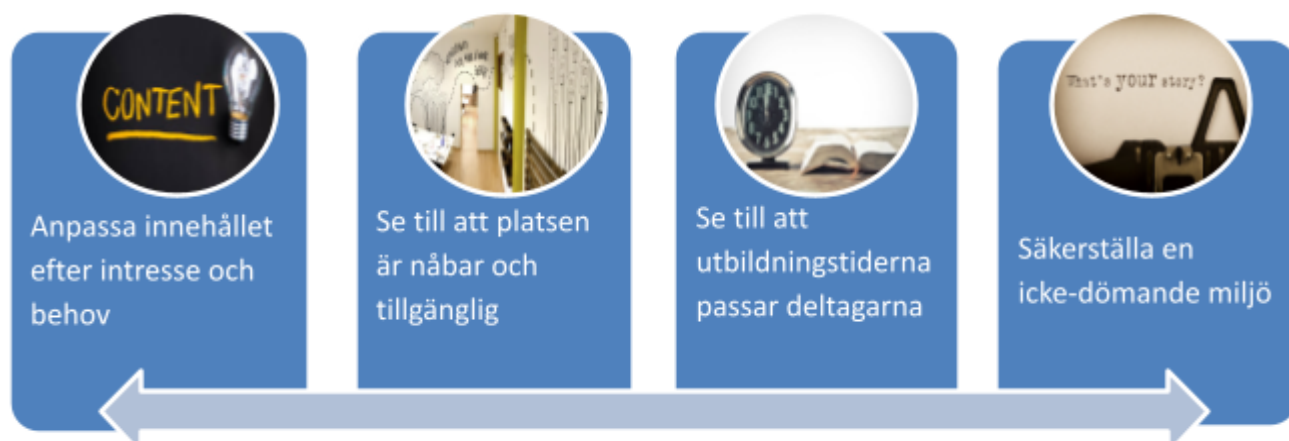 CONTENT
Anpassa innehållet
efter intresse och
behov
Se till att platsen
är nåbar och
tillgänglig
Se till att
utbildningstiderna
passar deltagarna
What's your story?
Säkerställa en
icke-dömande miljö